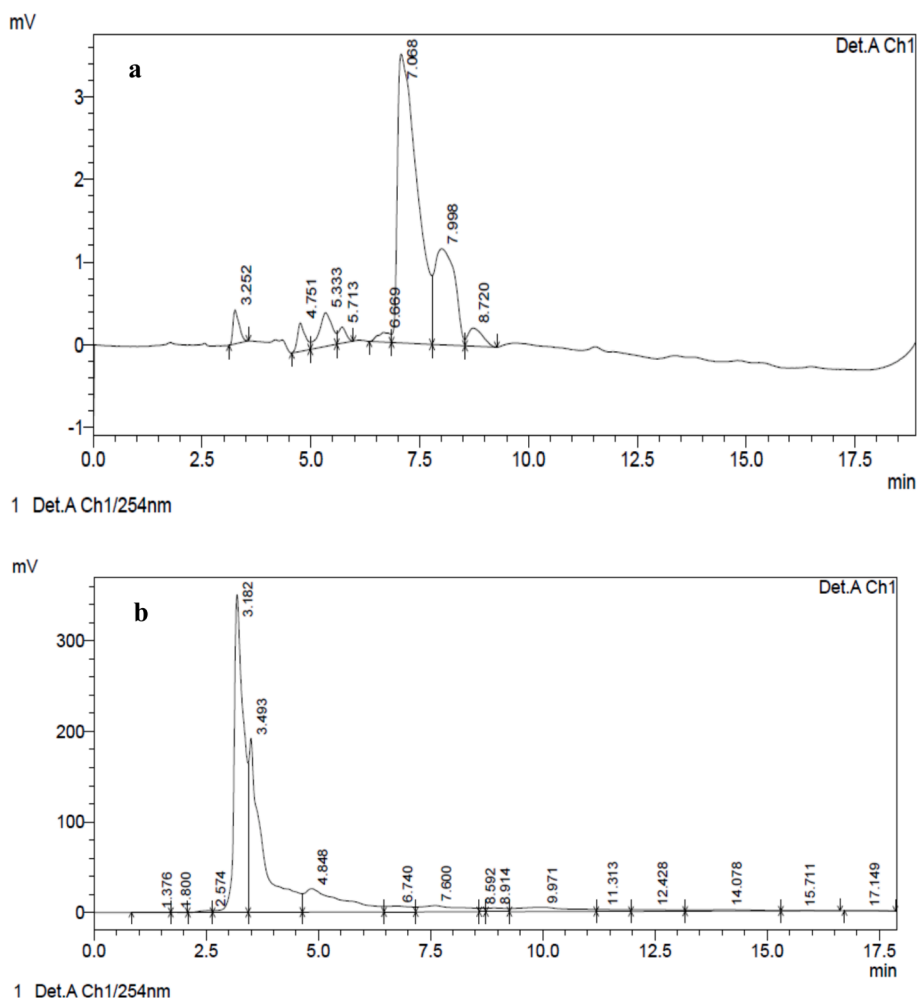 mV
Det.A Ch1
a
3.252
4.751
5.333
5.713
6.669
7.068
7.998
8.720
3
2
1
0
-1
0.0 2.5 5.0 7.5 10.0 12.5 15.0 17.5
min
1 Det.A Ch1/254nm
mV
Det.A Ch1
b
1.376
1.800
2.574
3.182
3.493
4.848
6.740
7.600
8.592
8.914
9.971
11.313
12.428
14.078
15.711
17.149
300
200
100
0
0.0 2.5 5.0 7.5 10.0 12.5 15.0 17.5
min
1 Det.A Ch1/254nm